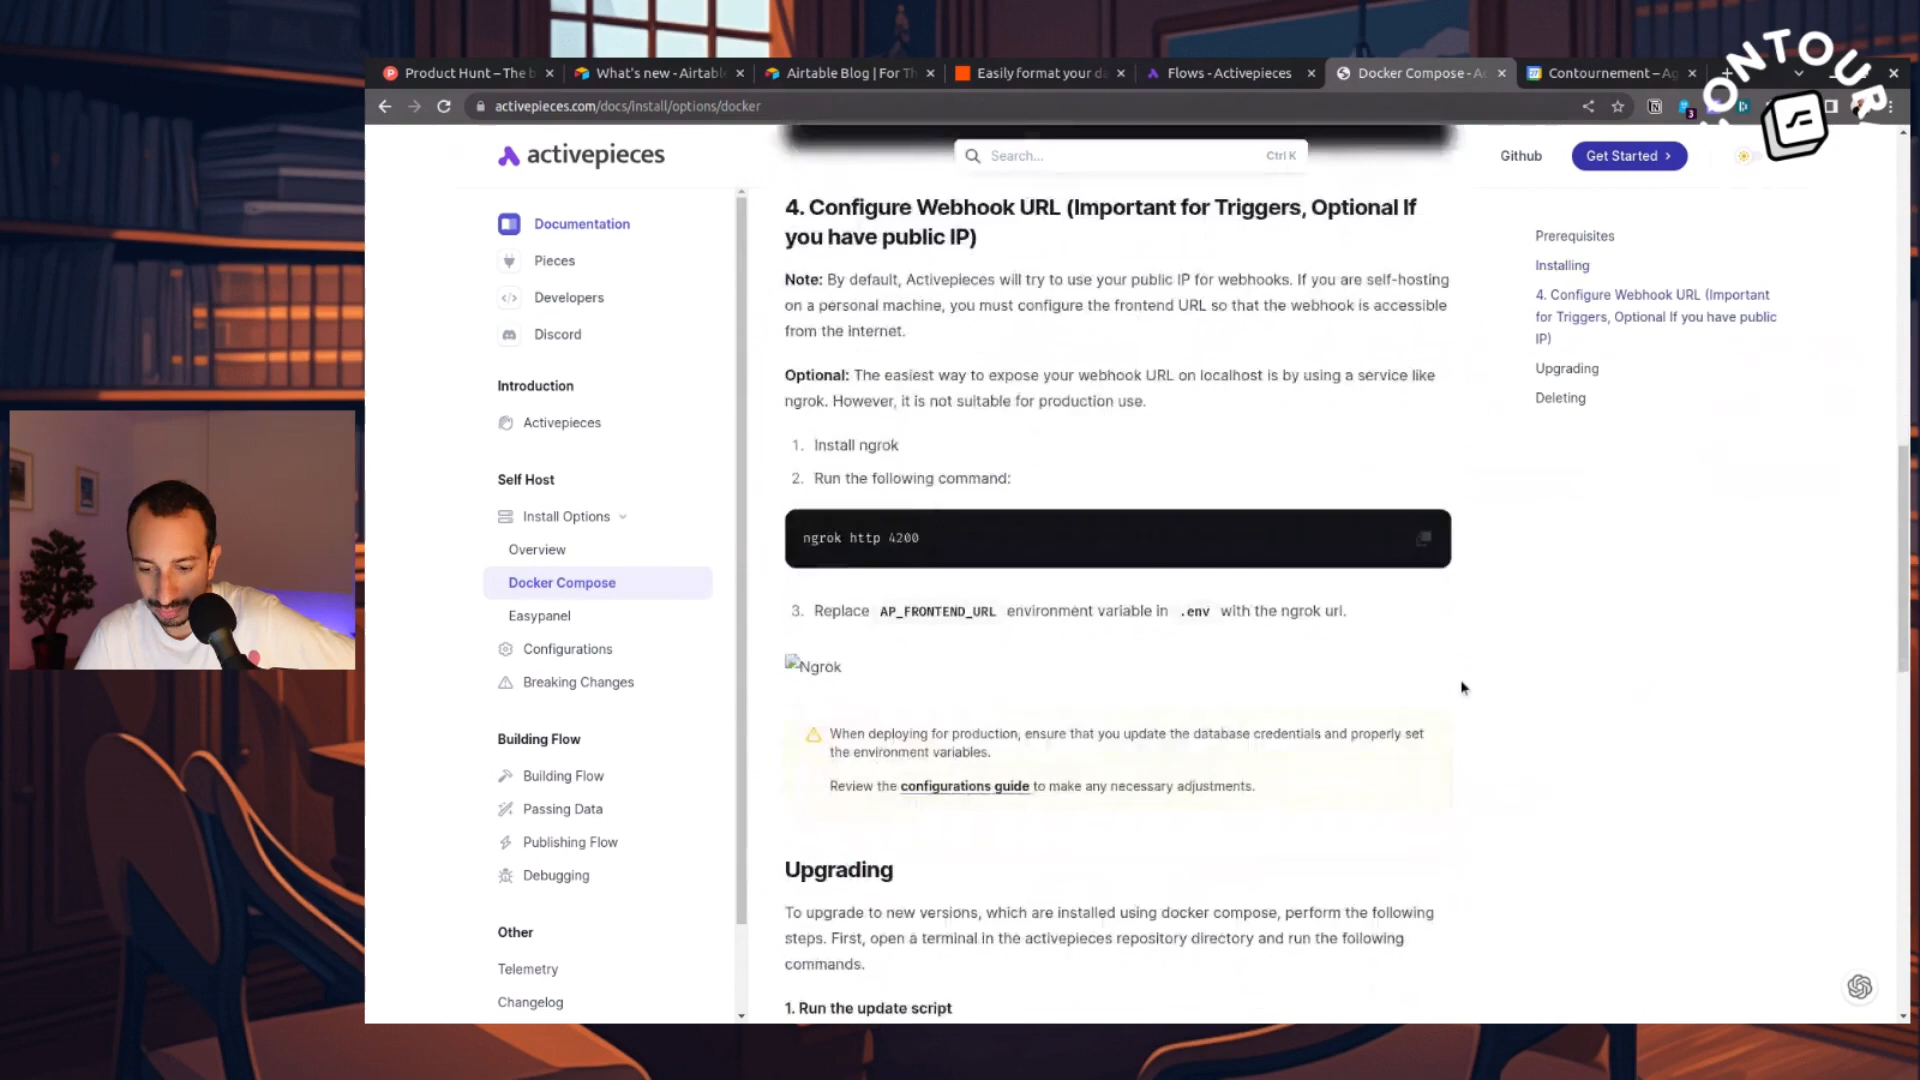 Product Hunt – The b
What's new - Airtable
Airtable Blog | For Th
Easily format your da
Flows - Activepieces
Docker Compose - Ac
Contournement – Ag
CONTOUR
activepieces.com/docs/install/options/docker
3
activepieces
Search...
Ctrl K
Github
Get Started
Documentation
Pieces
Developers
Discord
Introduction
Activepieces
Self Host
Install Options
Overview
Docker Compose
Easypanel
Configurations
Breaking Changes
Building Flow
Building Flow
Passing Data
Publishing Flow
Debugging
Other
Telemetry
Changelog
4. Configure Webhook URL (Important for Triggers, Optional If
you have public IP)
Note: By default, Activepieces will try to use your public IP for webhooks. If you are self-hosting
on a personal machine, you must configure the frontend URL so that the webhook is accessible
from the internet.
Optional: The easiest way to expose your webhook URL on localhost is by using a service like
ngrok. However, it is not suitable for production use.
1. Install ngrok
2. Run the following command:
ngrok http 4200
3. Replace AP_FRONTEND_URL environment variable in .env with the ngrok url.
Ngrok
When deploying for production, ensure that you update the database credentials and properly set
the environment variables.
Review the configurations guide to make any necessary adjustments.
Upgrading
To upgrade to new versions, which are installed using docker compose, perform the following
steps. First, open a terminal in the activepieces repository directory and run the following
commands.
1. Run the update script
Prerequisites
Installing
4. Configure Webhook URL (Important
for Triggers, Optional If you have public
IP)
Upgrading
Deleting